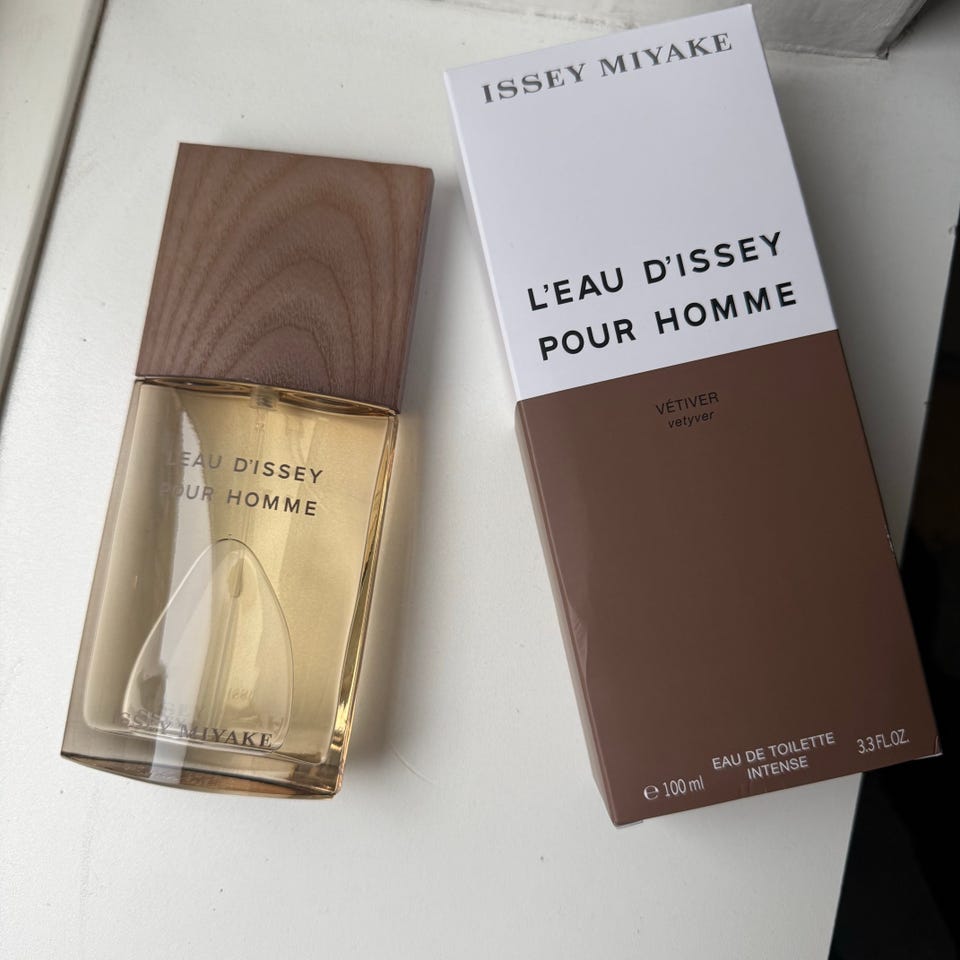 L'EAU D'ISSEY
POUR HOMME
ISSEY MIYAKE
ISSEY MIYAKE
L'EAU D'ISSEY
POUR HOMME
VÉTIVER
vetyver
EAU DE TOILETTE
INTENSE
℮ 100 ml
3.3 FL.OZ.